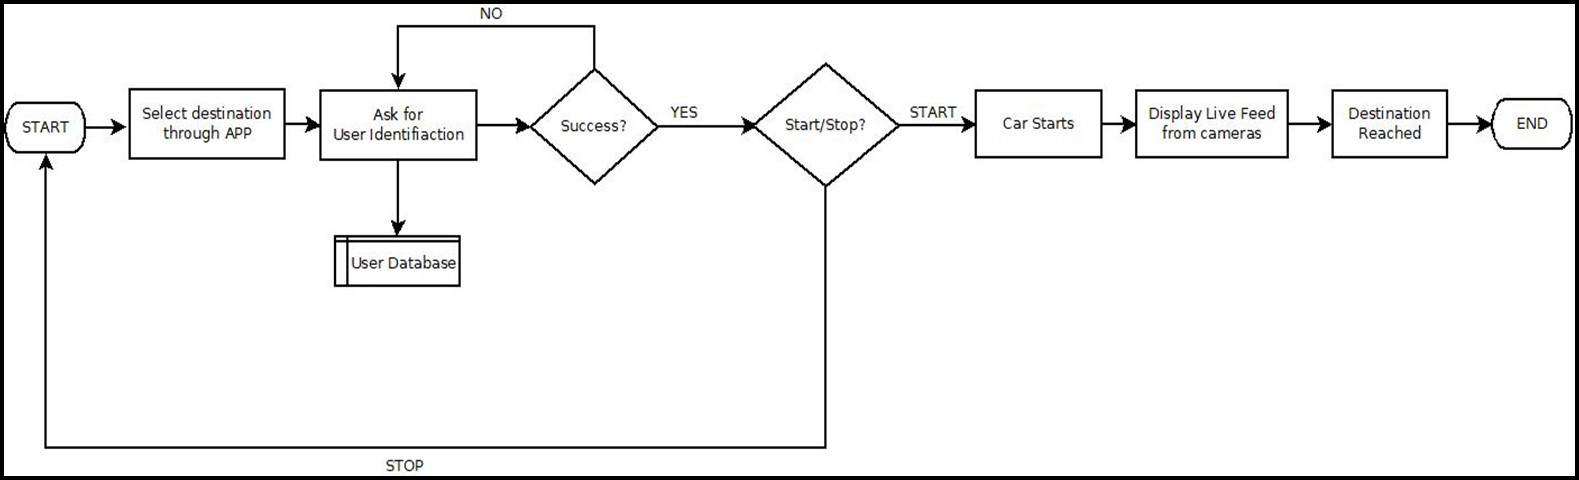 NO
START
Select destination
through APP
Ask for
User Identifiaction
Success?
YES
Start/Stop?
START
Car Starts
Display Live Feed
from cameras
Destination
Reached
END
User Database
STOP